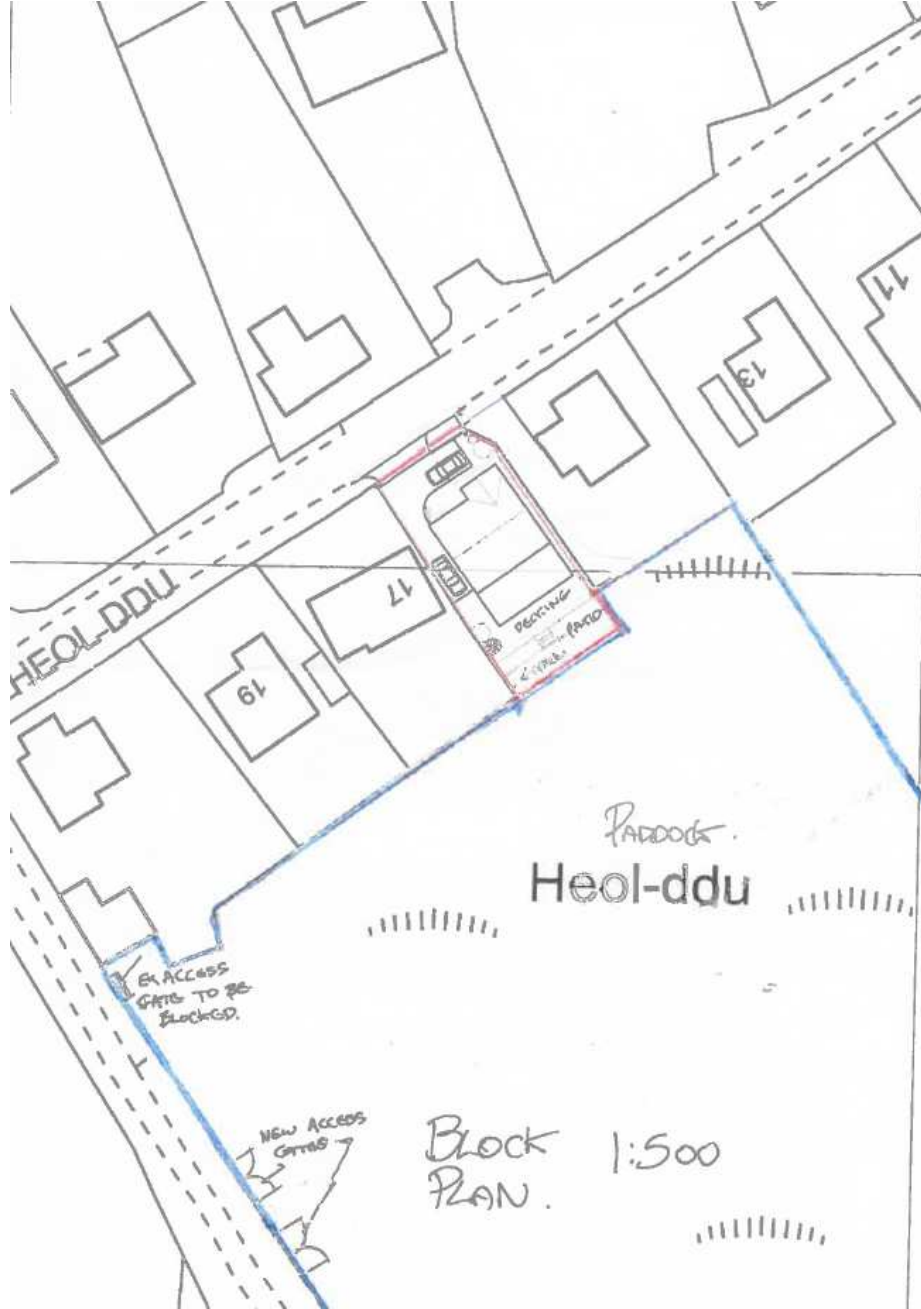 11
13
17
19
HEOL-DDU
DECKING
PATIO
PADDOCK.
Heol-ddu
EX ACCESS
GATE TO BE
BLOCKED.
NEW ACCESS
GATES
BLOCK 1:500
PLAN.